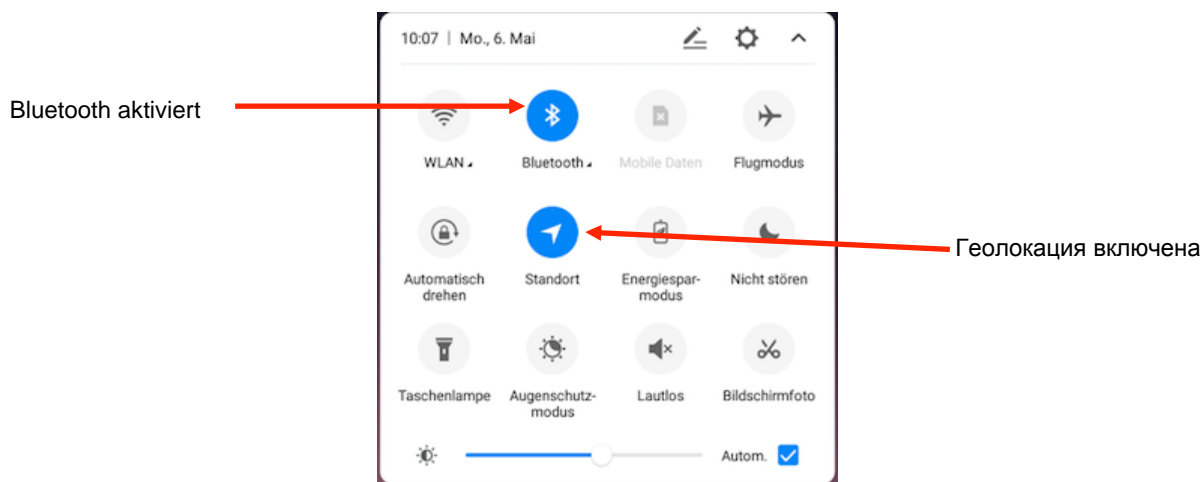 10:07 | Mo., 6. Mai
Bluetooth aktiviert
WLAN
Bluetooth
Mobile Daten
Flugmodus
Геолокация включена
Automatisch
drehen
Standort
Energiespar-
modus
Nicht stören
Taschenlampe
Augenschutz-
modus
Lautlos
Bildschirmfoto
Autom.